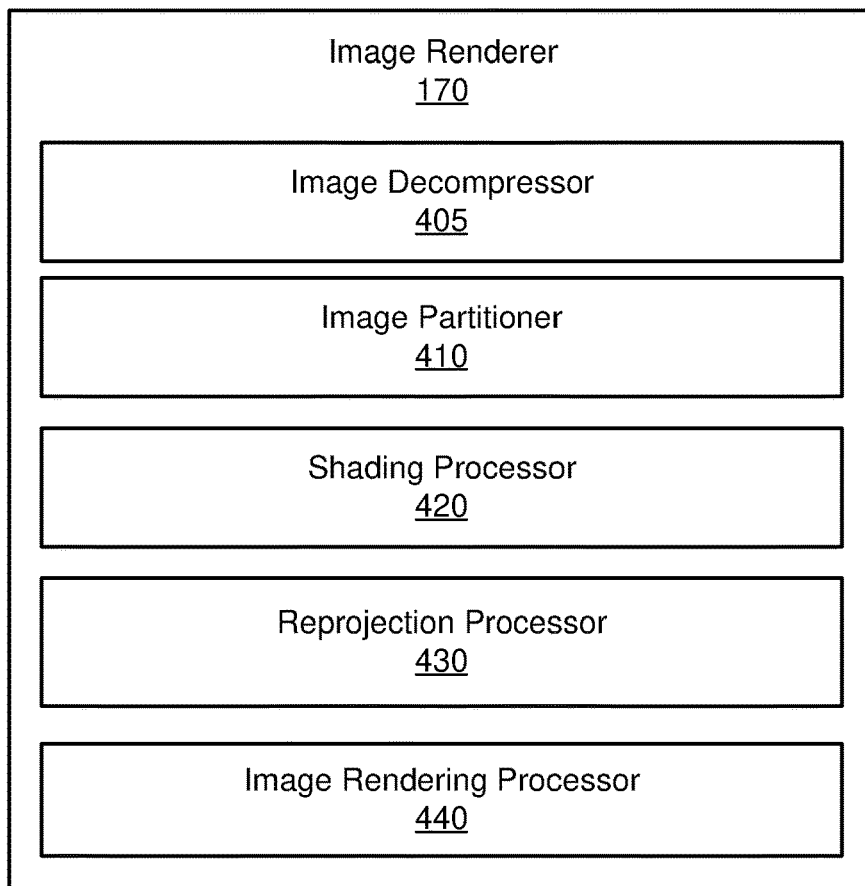 Image Renderer
170
Image Decompressor
405
Image Partitioner
410
Shading Processor
420
Reprojection Processor
430
Image Rendering Processor
440